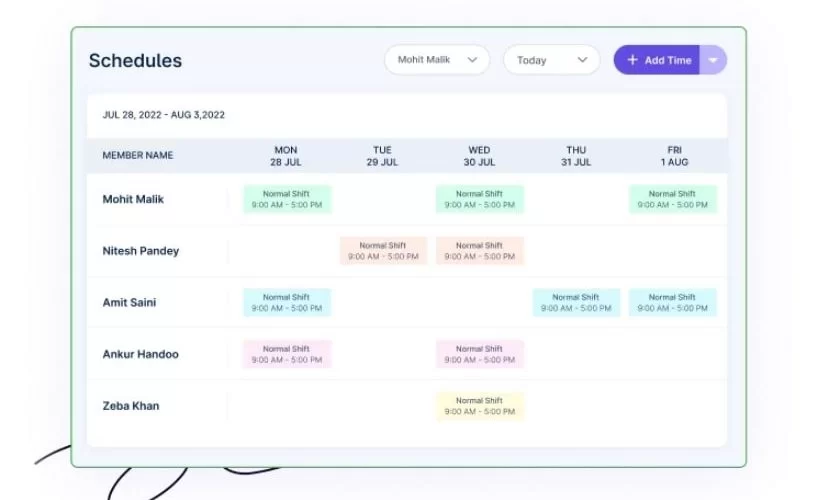 Schedules
Mohit Malik
Today
+ Add Time
JUL 28, 2022 - AUG 3,2022
MEMBER NAME
MON
28 JUL
TUE
29 JUL
WED
30 JUL
THU
31 JUL
FRI
1 AUG
Mohit Malik
Normal Shift
9:00 AM - 5:00 PM
Normal Shift
9:00 AM - 5:00 PM
Normal Shift
9:00 AM - 5:00 PM
Nitesh Pandey
Normal Shift
9:00 AM - 5:00 PM
Normal Shift
9:00 AM - 5:00 PM
Amit Saini
Normal Shift
9:00 AM - 5:00 PM
Normal Shift
9:00 AM - 5:00 PM
Normal Shift
9:00 AM - 5:00 PM
Ankur Handoo
Normal Shift
9:00 AM - 5:00 PM
Normal Shift
9:00 AM - 5:00 PM
Zeba Khan
Normal Shift
9:00 AM - 5:00 PM